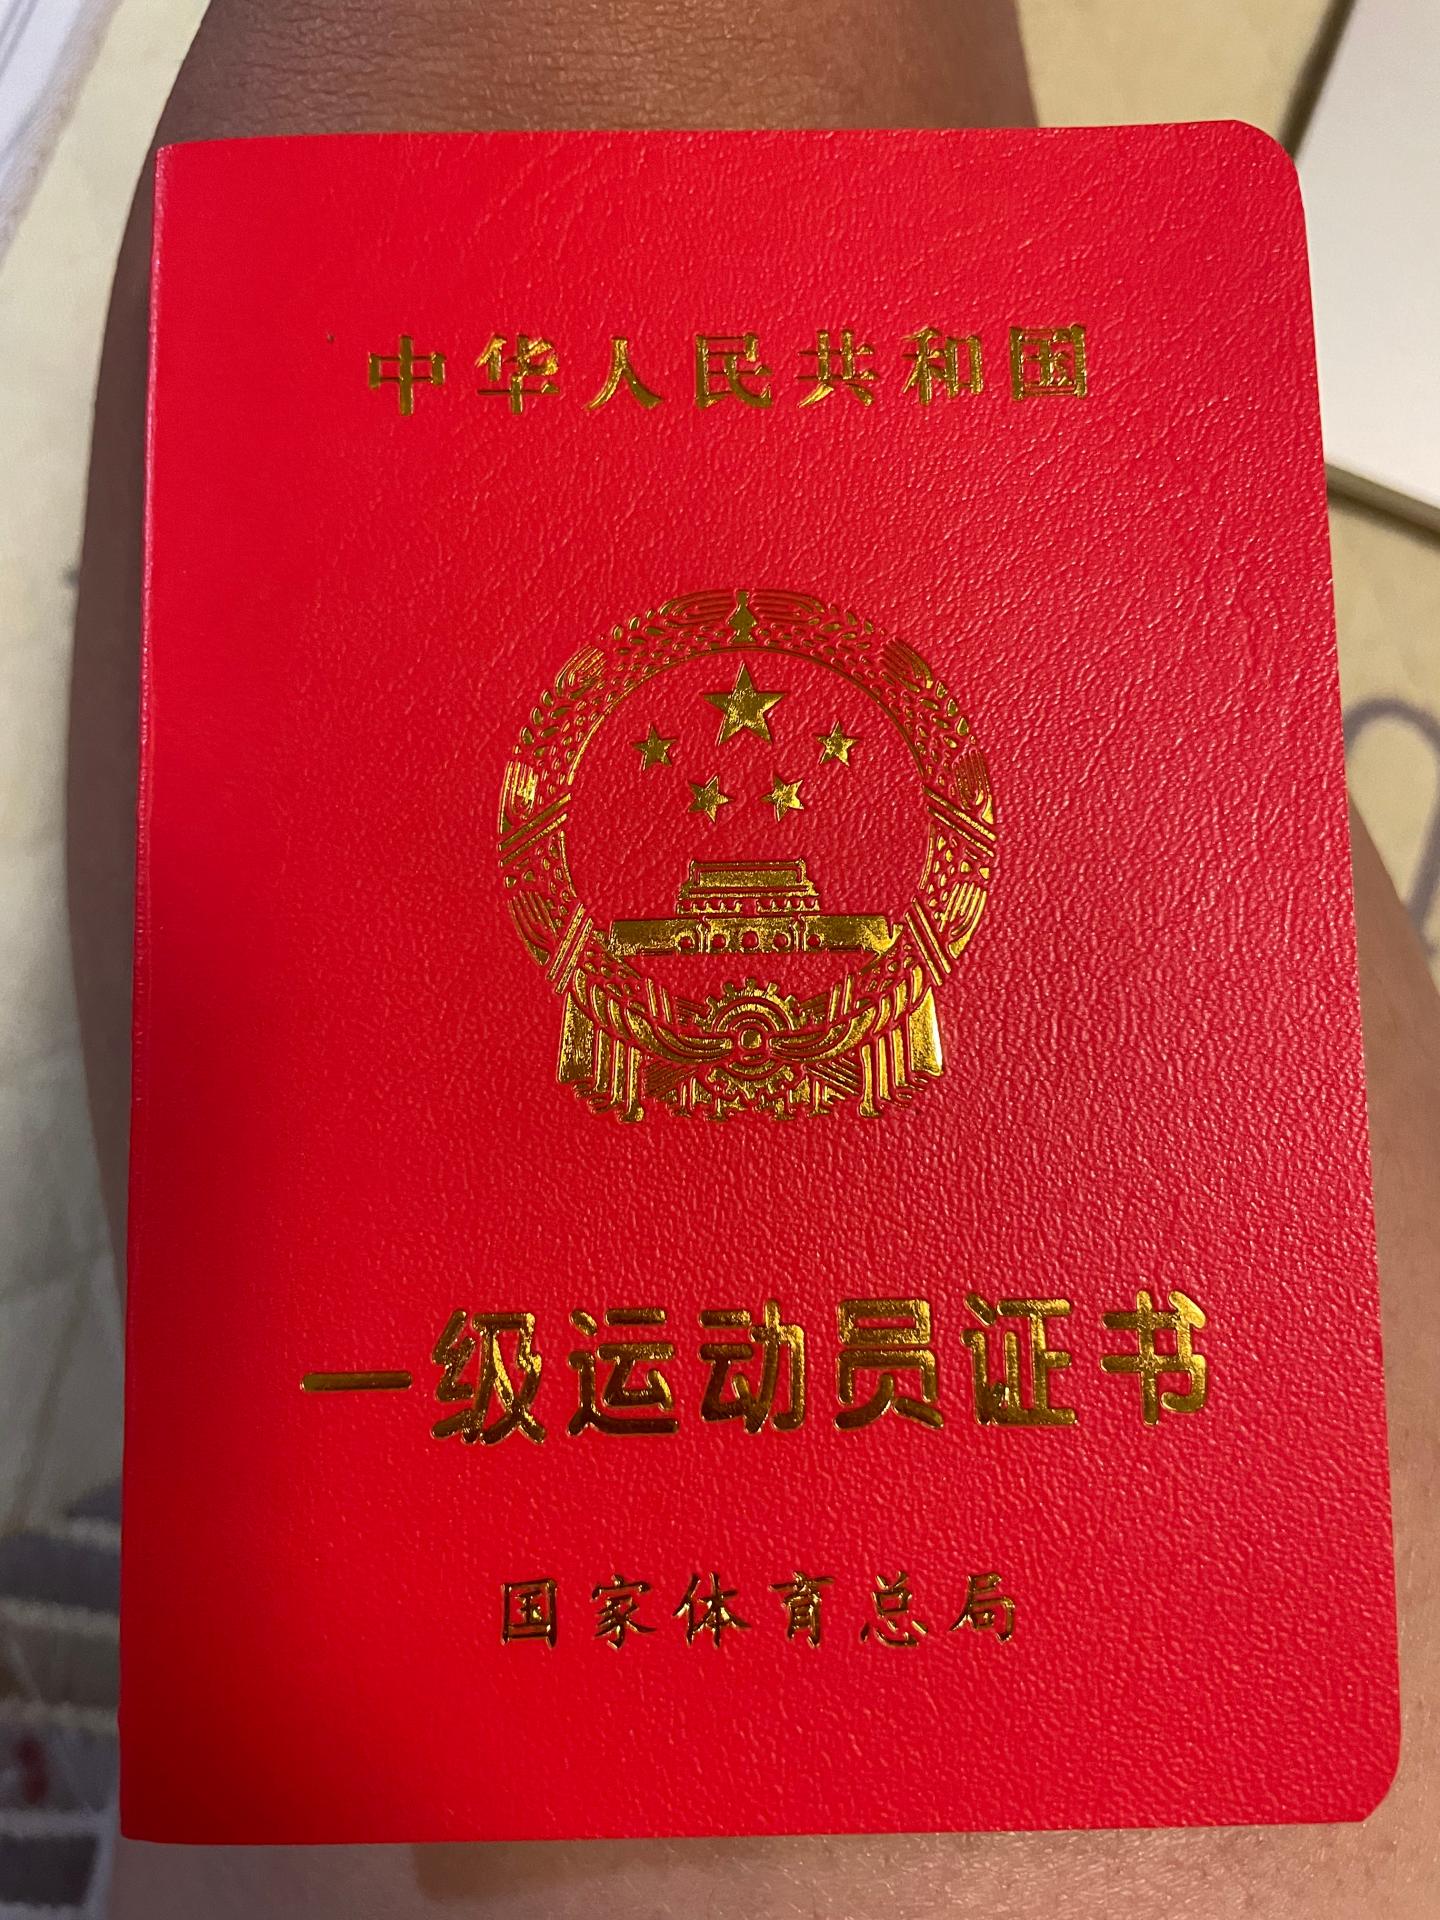 中华人民共和国
一级运动员证书
国家体育总局